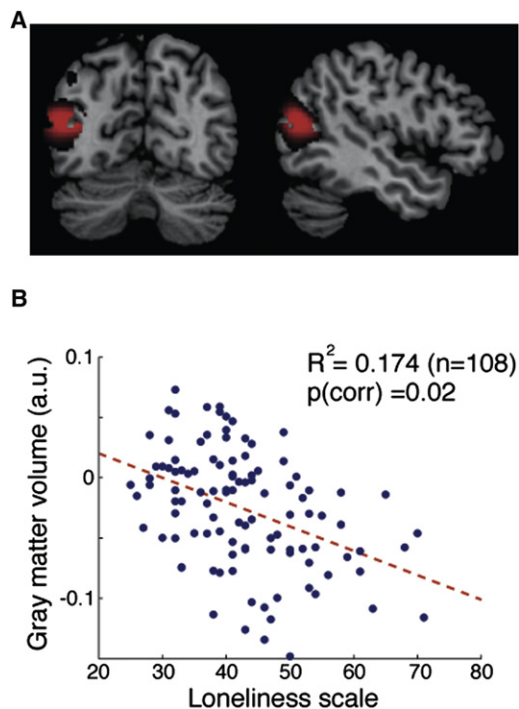 A
B
R2= 0.174 (n=108)
p(corr) =0.02
Gray matter volume (a.u.)
0.1
0
-0.1
20 30 40 50 60 70 80
Loneliness scale